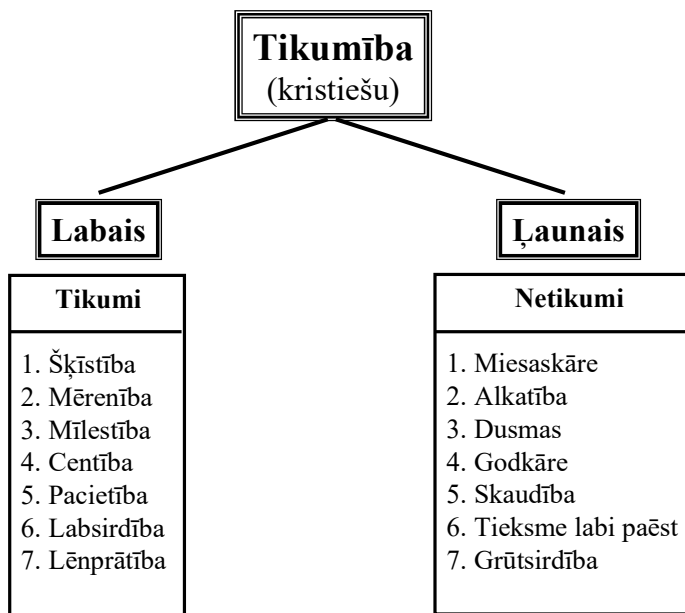 Tikumība
(kristiešu)
Labais
Ļaunais
Tikumi
1. Šķīstība
2. Mērenība
3. Mīlestība
4. Centība
5. Pacietība
6. Labsirdība
7. Lēnprātība
Netikumi
1. Miesaskāre
2. Alkatība
3. Dusmas
4. Godkāre
5. Skaudība
6. Tieksme labi paēst
7. Grūtsirdība